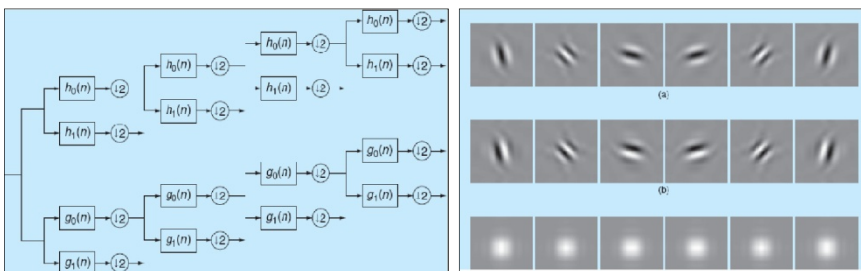 h₀(n) ↓2
h₀(n) ↓2 h₁(n) ↓2
h₀(n) ↓2
h₀(n) ↓2 h₁(n) ↓2
h₁(n) ↓2 h₁(n) ↓2
g₀(n) ↓2
g₀(n) ↓2 g₁(n) ↓2
g₀(n) ↓2 g₀(n) ↓2 g₁(n) ↓2
g₁(n) ↓2 g₁(n) ↓2
(a)
(b)